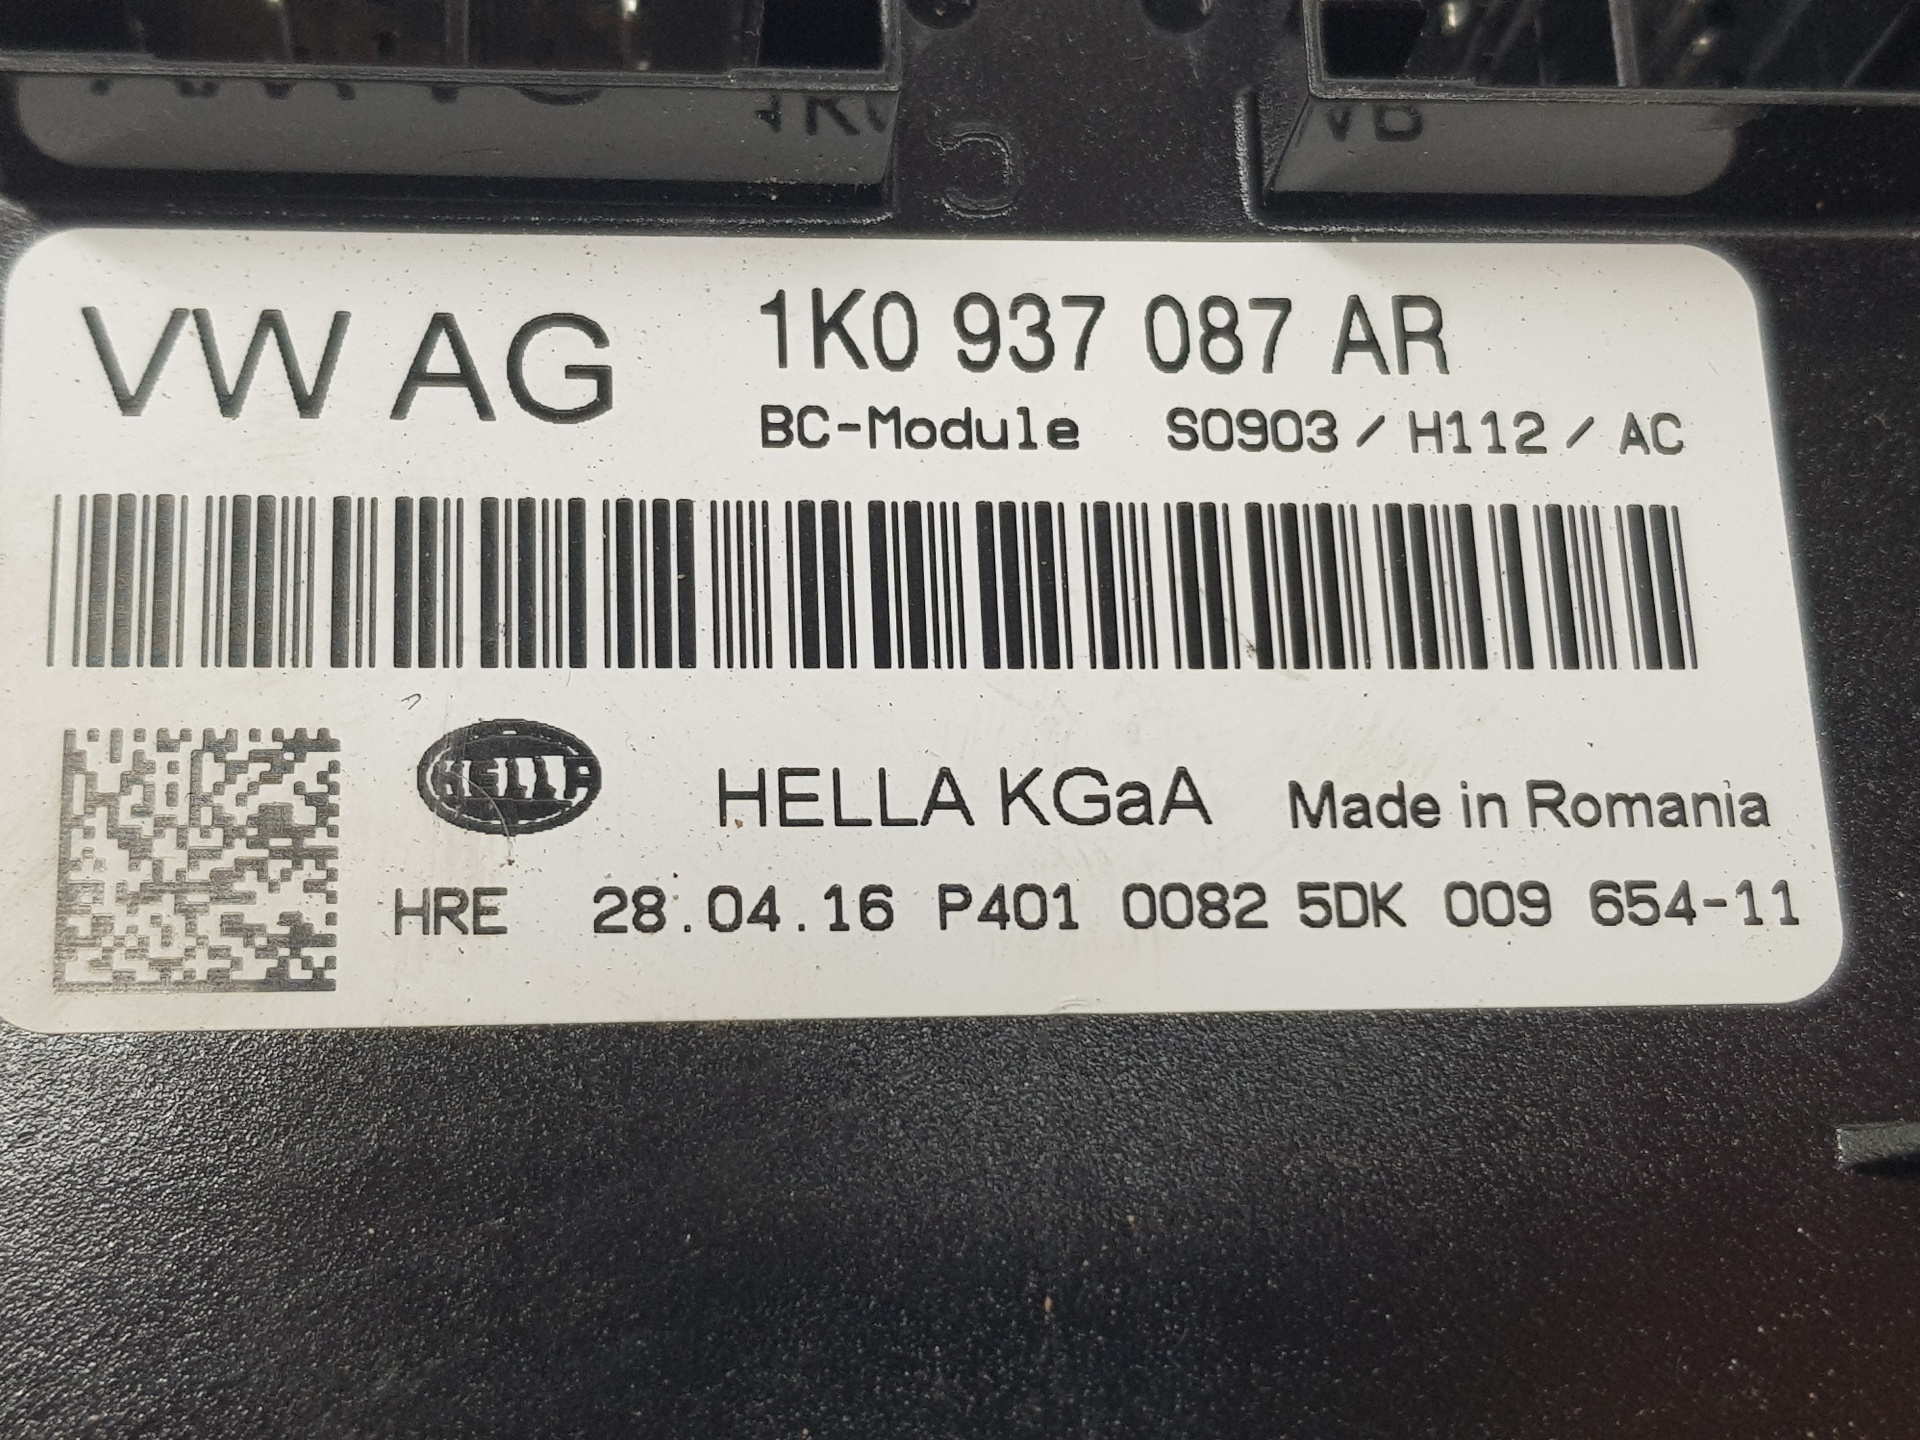 C
VW AG 1K0 937 087 AR
BC-Module S0903 / H112 / AC
HELLA HELLA KGaA Made in Romania
HRE 28.04.16 P401 0082 5DK 009 654-11